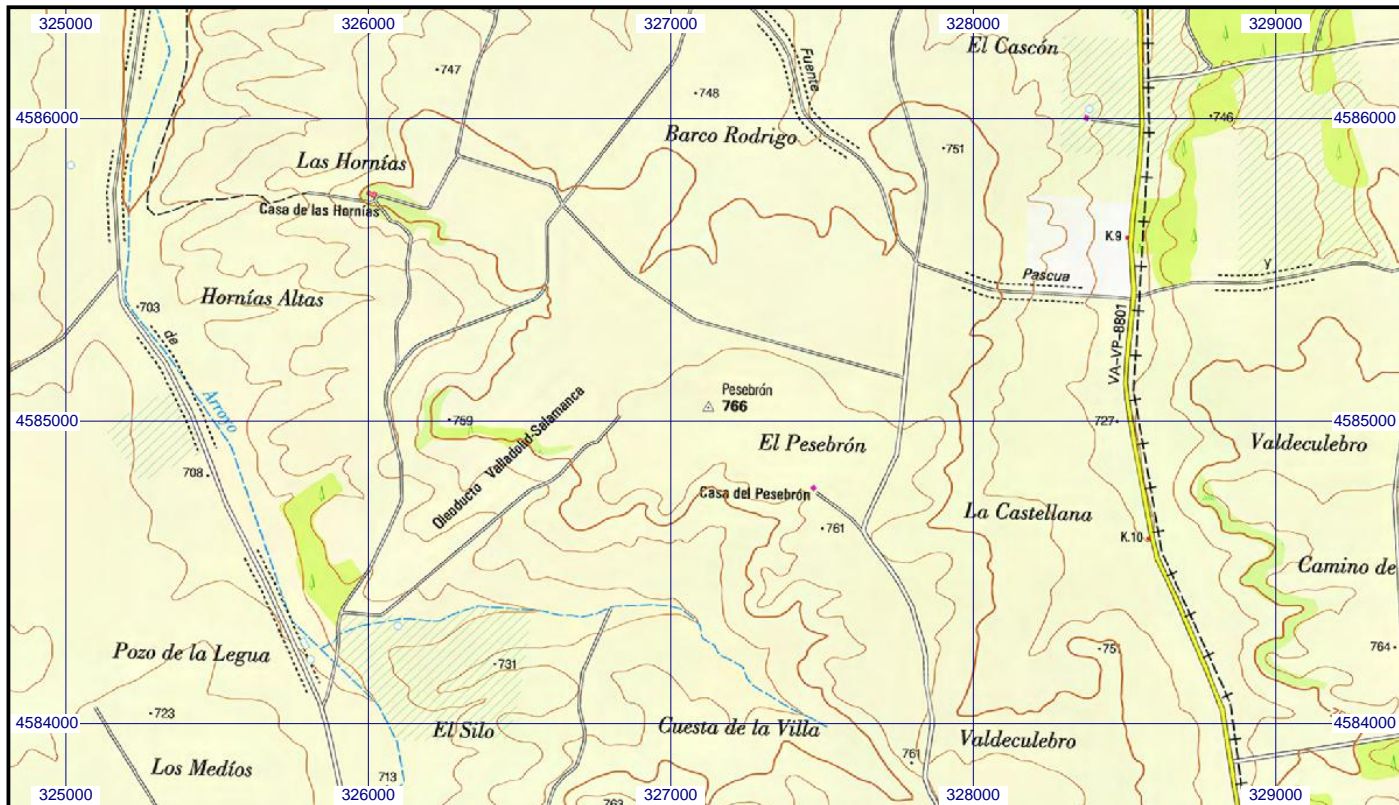 325000
326000
327000
328000
329000
El Cascón
747
Fuente
748
4586000
746
4586000
Barco Rodrigo
751
Las Hornías
Casa de las Hornías
K.9
Pascua
Y
Hornías Altas
703
de
VA-VP-8801
Arroyo
Pesebrón
766
Oleoducto Valladolid-Salamanca
4585000
769
727
4585000
El Pesebrón
Valdeculebro
708
Casa del Pesebrón
La Castellana
761
K.10
Camino de
Pozo de la Legua
731
75
764
723
4584000
4584000
El Silo
Cuesta de la Villa
Valdeculebro
761
Los Medíos
713
763
325000
326000
327000
328000
329000